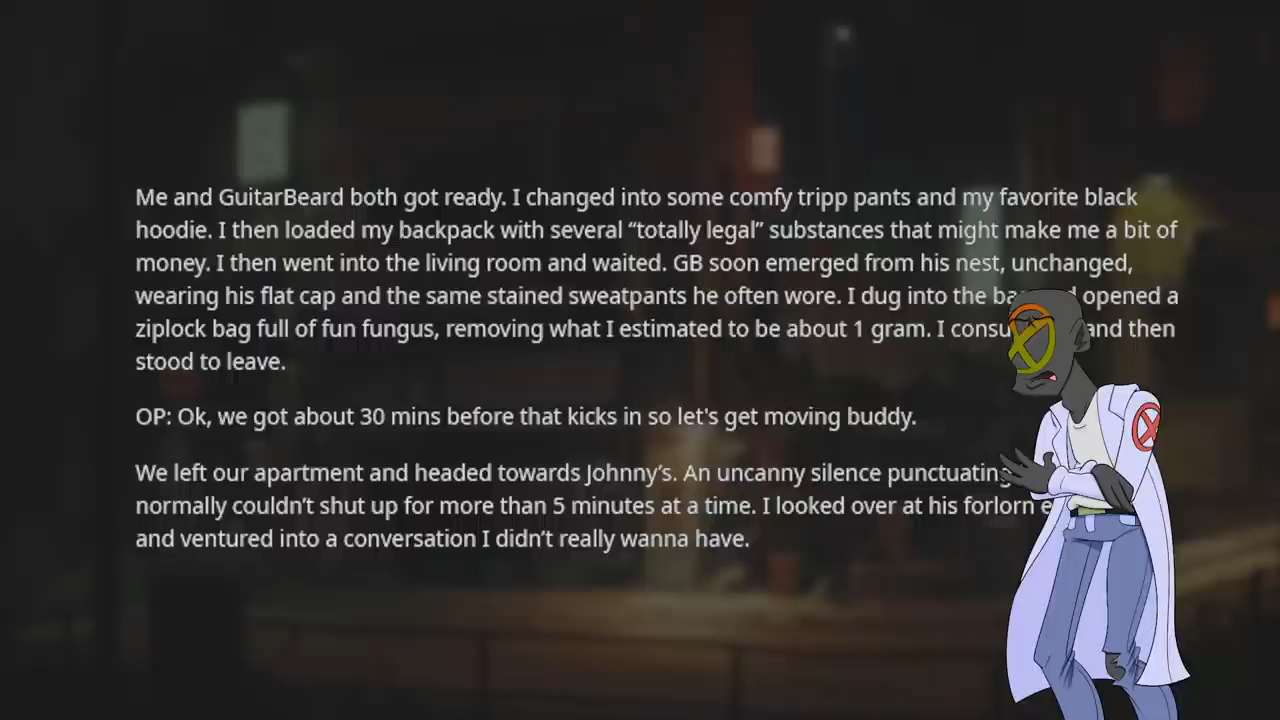 Me and GuitarBeard both got ready. I changed into some comfy tripp pants and my favorite black
hoodie. I then loaded my backpack with several “totally legal” substances that might make me a bit of
money. I then went into the living room and waited. GB soon emerged from his nest, unchanged,
wearing his flat cap and the same stained sweatpants he often wore. I dug into the opened a
ziplock bag full of fun fungus, removing what I estimated to be about 1 gram. I and then
stood to leave.
OP: Ok, we got about 30 mins before that kicks in so let's get moving buddy.
We left our apartment and headed towards Johnny’s. An uncanny silence punctuating
normally couldn’t shut up for more than 5 minutes at a time. I looked over at his forlorn
and ventured into a conversation I didn’t really wanna have.